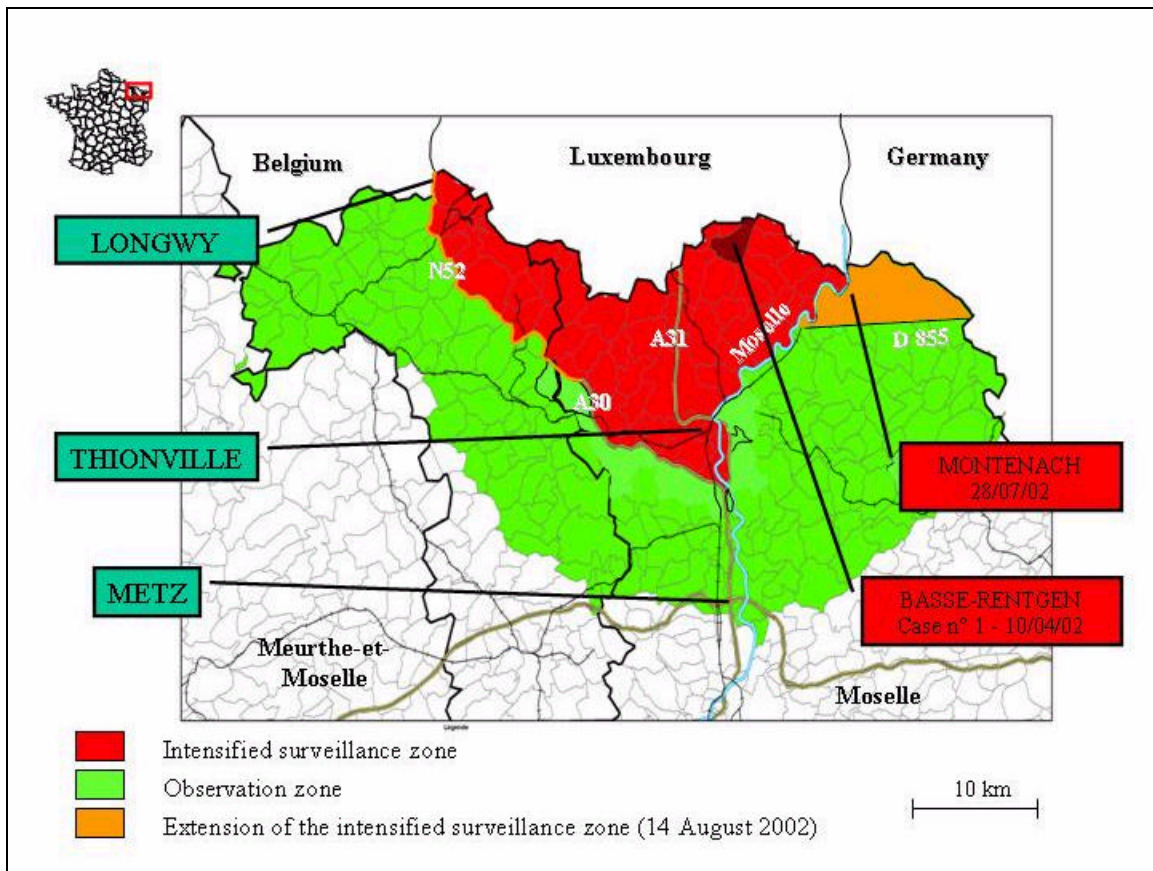 Belgium
Luxembourg
Germany
LONGWY
N52
A31
Moselle
D 855
A30
THIONVILLE
MONTENACH
28/07/02
METZ
BASSE-RENTGEN
Case n° 1 - 10/04/02
Meurthe-et-
Moselle
Moselle
Légende
Intensified surveillance zone
Observation zone
10 km
Extension of the intensified surveillance zone (14 August 2002)